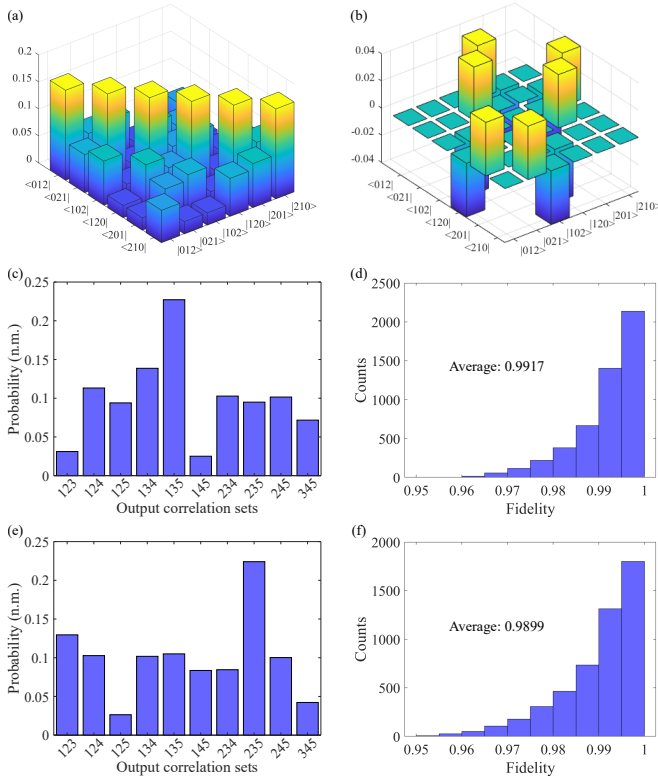 (a)
0.2
0.15
0.1
0.05
0
<012|
<021|
<102|
<201|
<210|
|012>
|021>
|102>
|120>
|201>
|210>
(b)
0.04
0.02
0
-0.02
-0.04
<012|
<021|
<102|
<201|
<210|
|012>
|021>
|102>
|120>
|201>
|210>
(c)
0.25
0.2
0.15
0.1
0.05
0
Probability (n.m.)
123 124 125 134 135 145 234 235 245 345
Output correlation sets
(d)
2500
2000
1500
1000
500
0
Counts
Average: 0.9917
0.95 0.96 0.97 0.98 0.99 1
Fidelity
(e)
0.25
0.2
0.15
0.1
0.05
0
Probability (n.m.)
123 124 125 134 135 145 234 235 245 345
Output correlation sets
(f)
2000
1500
1000
500
0
Counts
Average: 0.9899
0.95 0.96 0.97 0.98 0.99 1
Fidelity